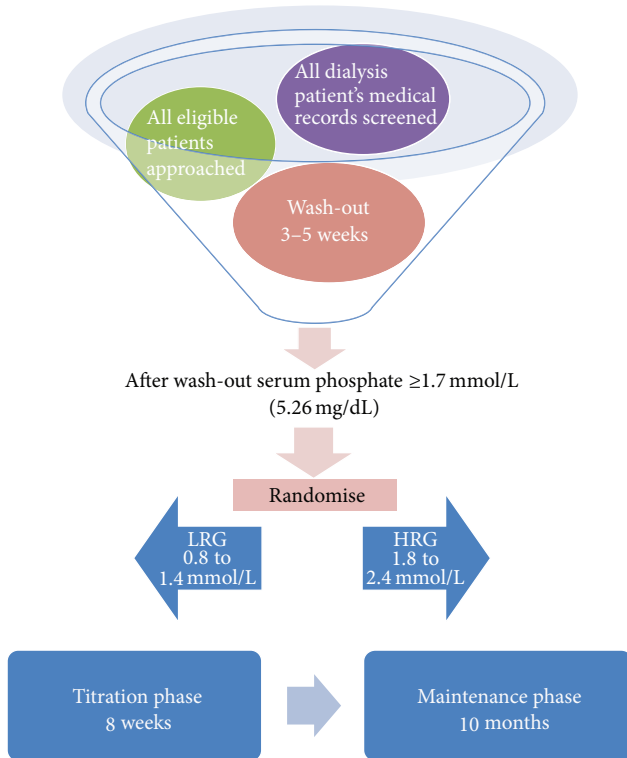 All dialysis
patient's medical
records screened
All eligible
patients
approached
Wash-out
3–5 weeks
After wash-out serum phosphate ≥1.7 mmol/L
(5.26 mg/dL)
Randomise
LRG
0.8 to
1.4 mmol/L
HRG
1.8 to
2.4 mmol/L
Titration phase
8 weeks
Maintenance phase
10 months